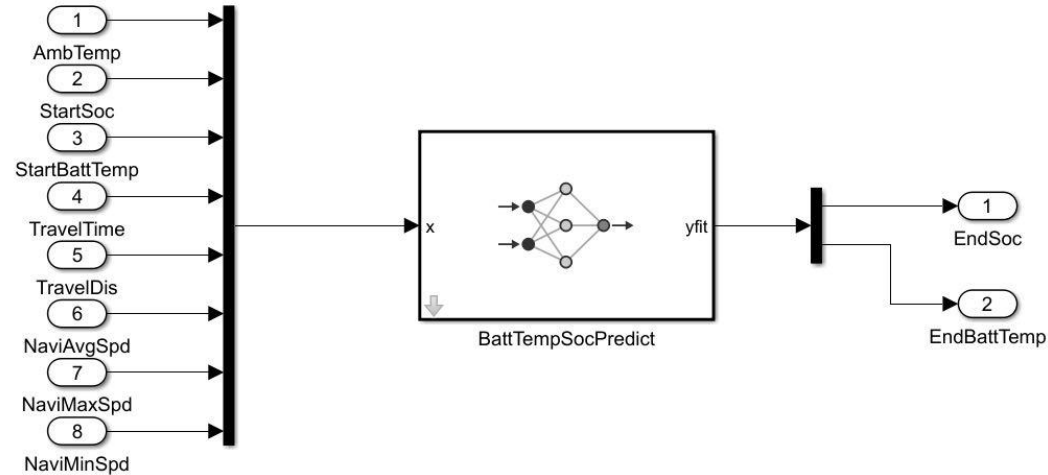 1
AmbTemp
2
StartSoc
3
StartBattTemp
4
TravelTime
5
TravelDis
6
NaviAvgSpd
7
NaviMaxSpd
8
NaviMinSpd
x
yfit
BattTempSocPredict
1
EndSoc
2
EndBattTemp